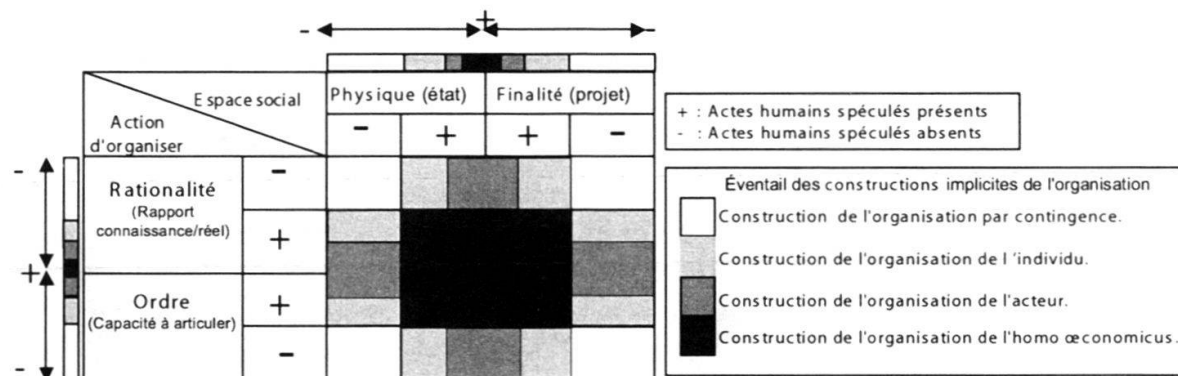 - + -
Espace social
Action
d'organiser
Physique (état) Finalité (projet)
- + + -
+ : Actes humains spéculés présents
- : Actes humains spéculés absents
- + -
Rationalité
(Rapport
connaissance/réel)
-
+
Ordre
(Capacité à articuler)
+
-
Éventail des constructions implicites de l'organisation
Construction de l'organisation par contingence.
Construction de l'organisation de l'individu.
Construction de l'organisation de l'acteur.
Construction de l'organisation de l'homo œconomicus.